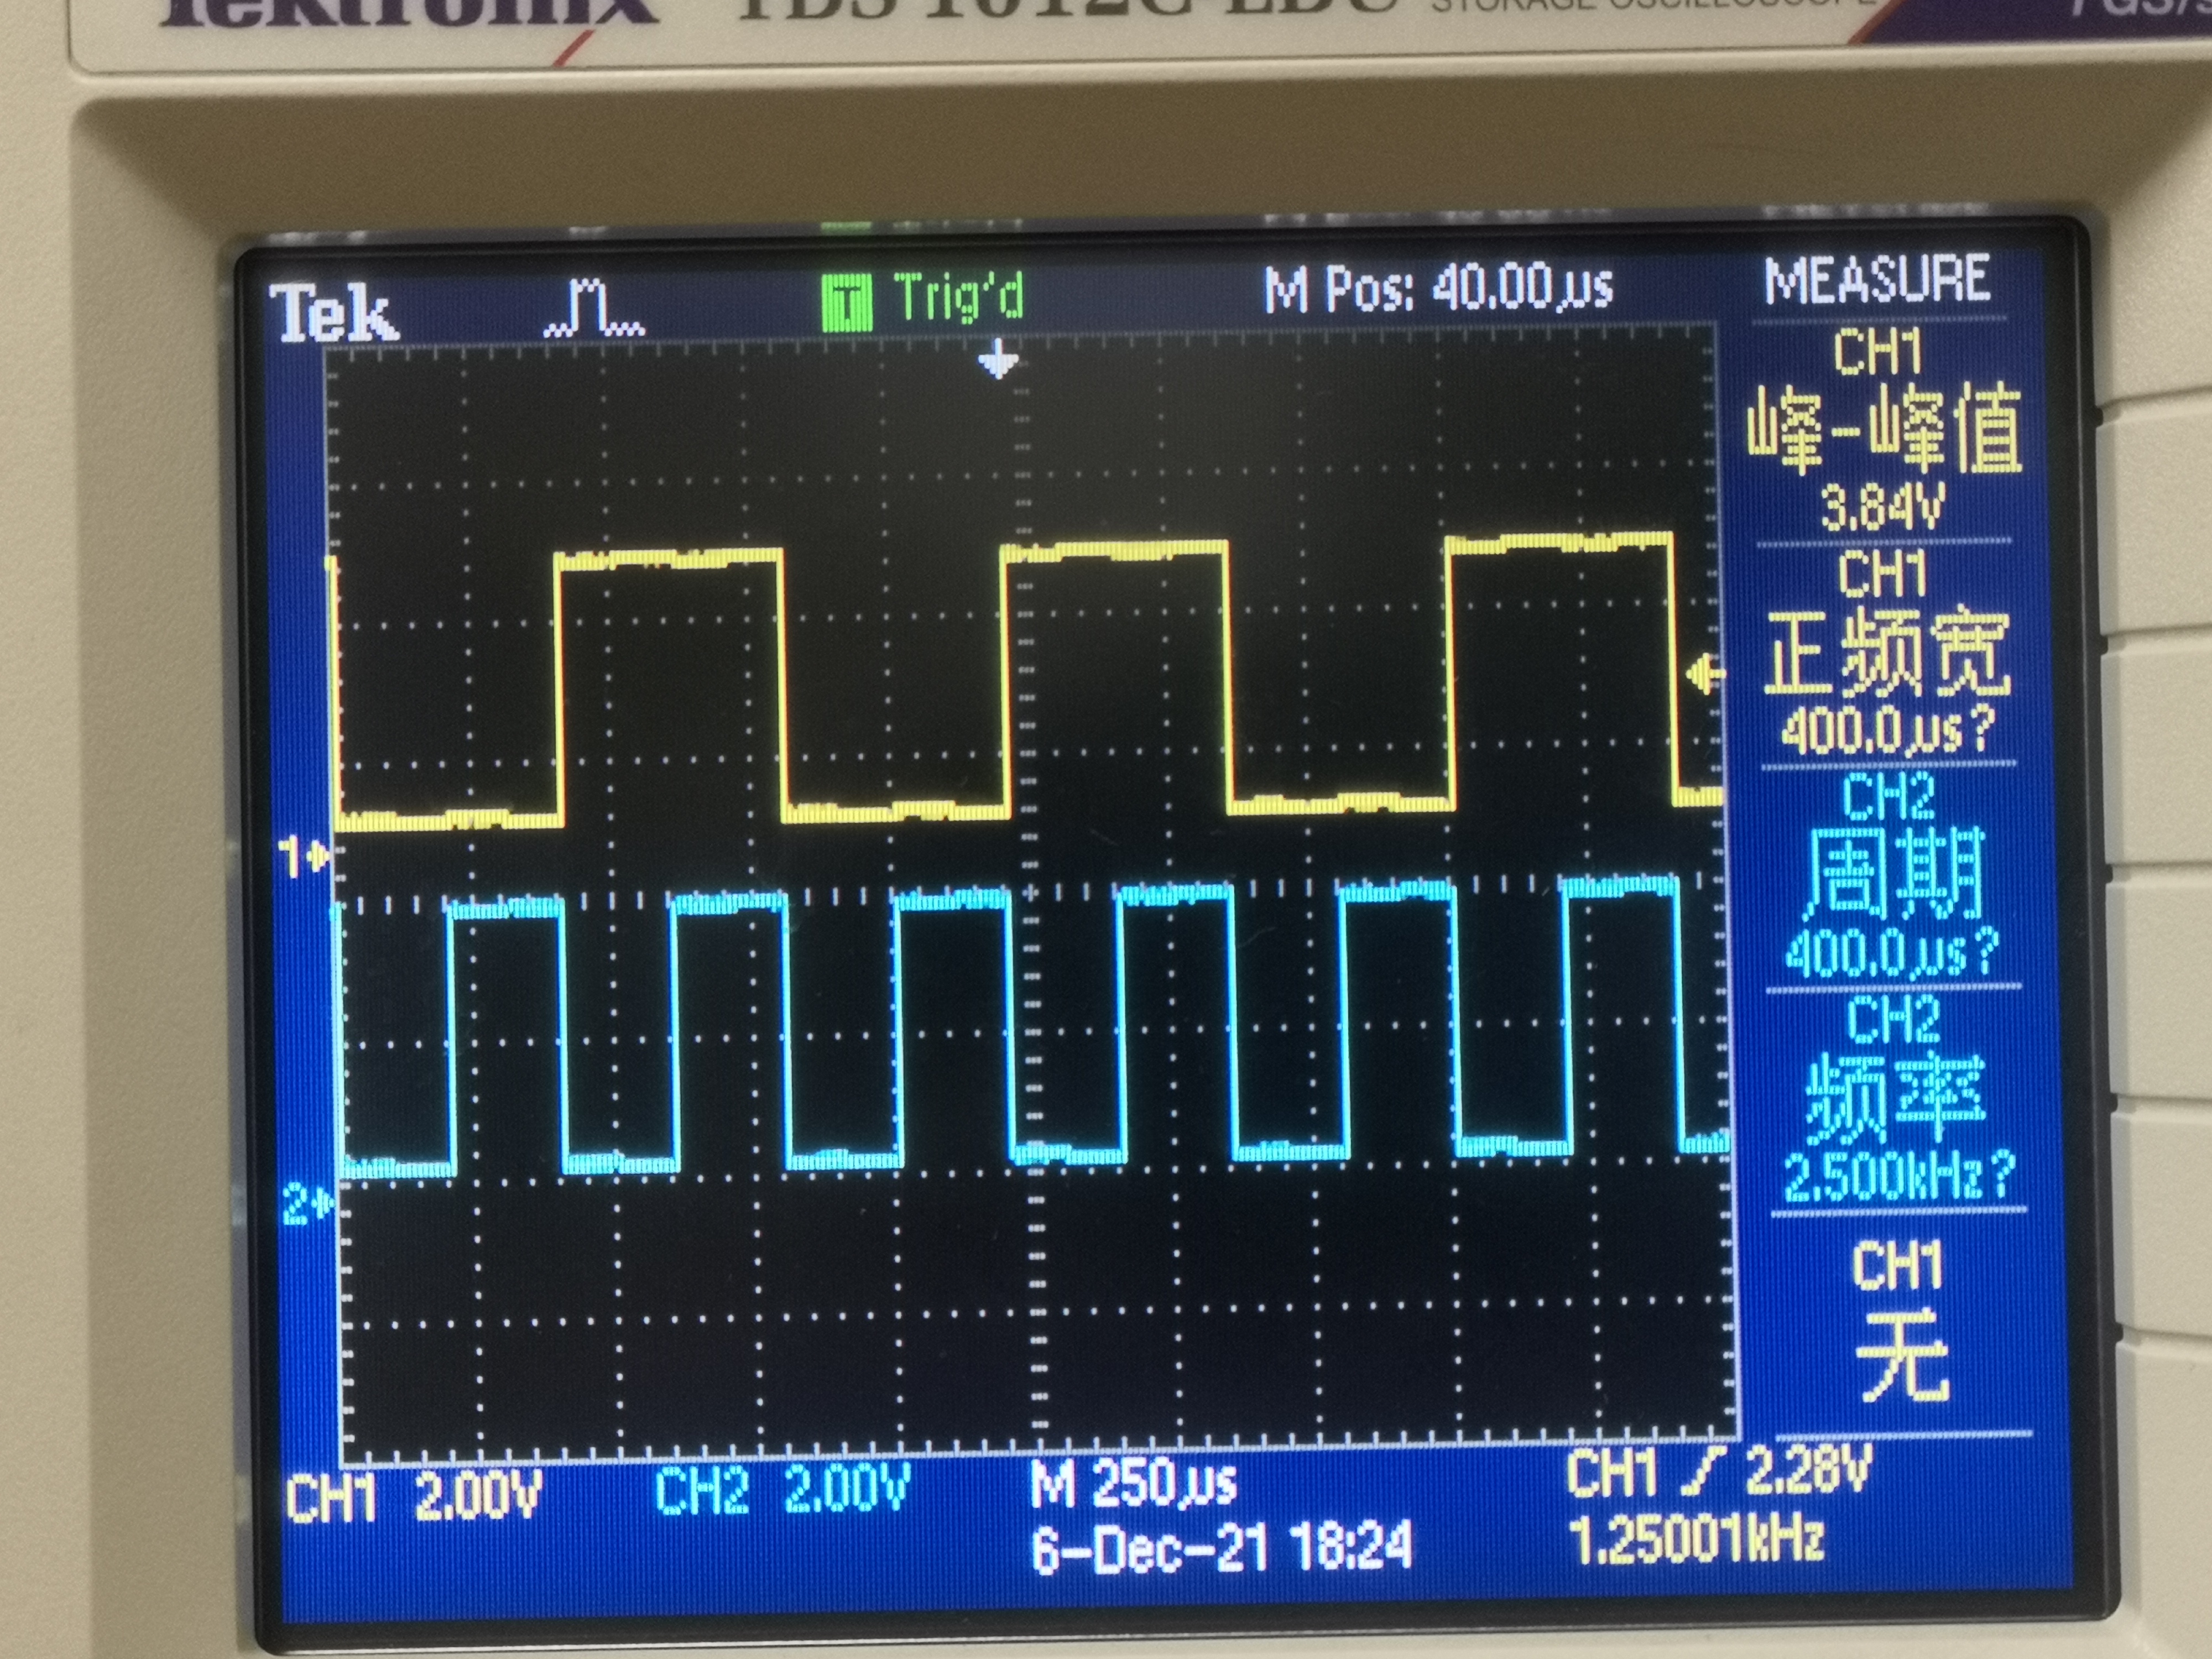 Tektronix TDS 1012C-EDU STORAGE OSCILLOSCOPE 1 GS/s
Tek T Trig'd M Pos: 40.00µs MEASURE
CH1
峰-峰值
3.84V
CH1
正频宽
400.0µs?
1
CH2
周期
400.0µs?
CH2
频率
2.500kHz?
2
CH1
无
CH1 2.00V CH2 2.00V M 250µs CH1 2.28V
6-Dec-21 18:24 1.25001kHz